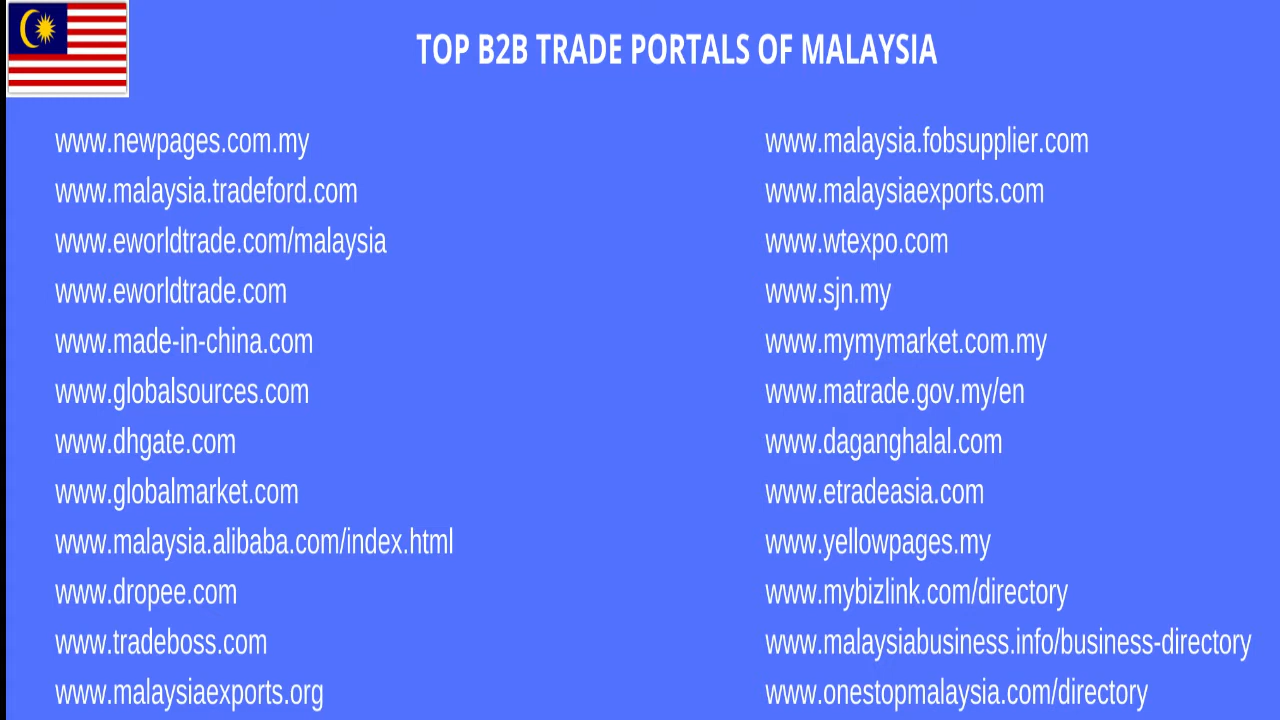 TOP B2B TRADE PORTALS OF MALAYSIA
www.newpages.com.my
www.malaysia.tradeford.com
www.eworldtrade.com/malaysia
www.eworldtrade.com
www.made-in-china.com
www.globalsources.com
www.dhgate.com
www.globalmarket.com
www.malaysia.alibaba.com/index.html
www.dropee.com
www.tradeboss.com
www.malaysiaexports.org
www.malaysia.fobsupplier.com
www.malaysiaexports.com
www.wtexpo.com
www.sjn.my
www.mymymarket.com.my
www.matrade.gov.my/en
www.daganghalal.com
www.etradeasia.com
www.yellowpages.my
www.mybizlink.com/directory
www.malaysiabusiness.info/business-directory
www.onestopmalaysia.com/directory